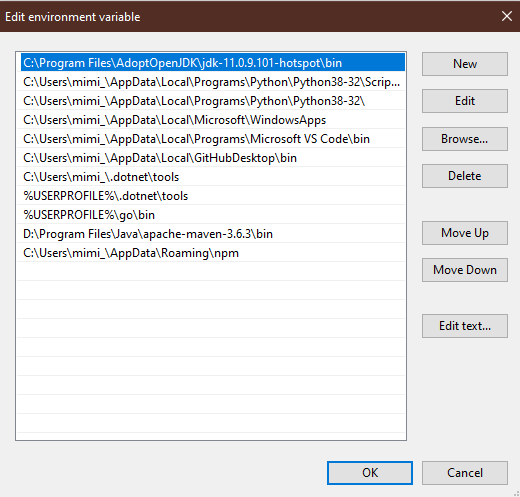 Edit environment variable
C:\Program Files\AdoptOpenJDK\jdk-11.0.9.101-hotspot\bin
C:\Users\mimi_\AppData\Local\Programs\Python\Python38-32\Scrip...
C:\Users\mimi_\AppData\Local\Programs\Python\Python38-32\
C:\Users\mimi_\AppData\Local\Microsoft\WindowsApps
C:\Users\mimi_\AppData\Local\Programs\Microsoft VS Code\bin
C:\Users\mimi_\AppData\Local\GitHubDesktop\bin
C:\Users\mimi_\.dotnet\tools
%USERPROFILE%\.dotnet\tools
%USERPROFILE%\go\bin
D:\Program Files\Java\apache-maven-3.6.3\bin
C:\Users\mimi_\AppData\Roaming\npm
New
Edit
Browse...
Delete
Move Up
Move Down
Edit text...
OK
Cancel